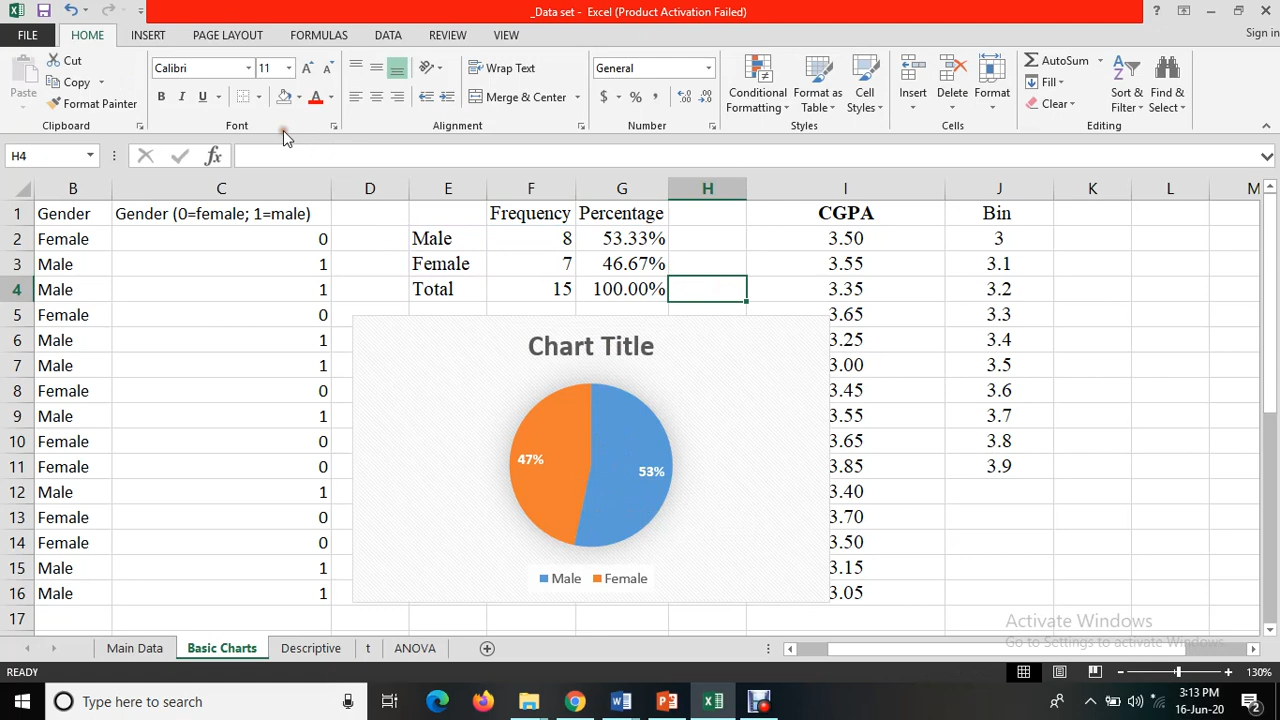 _Data set - Excel (Product Activation Failed)
FILE HOME INSERT PAGE LAYOUT FORMULAS DATA REVIEW VIEW Sign in
Paste Cut Copy Format Painter
Calibri 11 B I U A
Wrap Text Merge & Center
General $ % ,
Conditional Formatting Format as Table Cell Styles
Insert Delete Format
AutoSum Fill Clear Sort & Filter Find & Select
Clipboard Font Alignment Number Styles Cells Editing
H4 fx
B C D E F G H I J K L M
1 Gender Gender (0=female; 1=male) Frequency Percentage CGPA Bin
2 Female 0 Male 8 53.33% 3.50 3
3 Male 1 Female 7 46.67% 3.55 3.1
4 Male 1 Total 15 100.00% 3.35 3.2
5 Female 0 3.65 3.3
6 Male 1 3.25 3.4
7 Male 1 3.00 3.5
8 Female 0 3.45 3.6
9 Male 1 3.55 3.7
10 Female 0 3.65 3.8
11 Female 0 3.85 3.9
12 Male 1 3.40
13 Female 0 3.70
14 Female 0 3.50
15 Male 1 3.15
16 Male 1 3.05
17
Chart Title
47% 53%
Male Female
Activate Windows
Go to Settings to activate Windows.
Main Data Basic Charts Descriptive t
READY 130%
Type here to search
3:13 PM
16-Jun-20
2